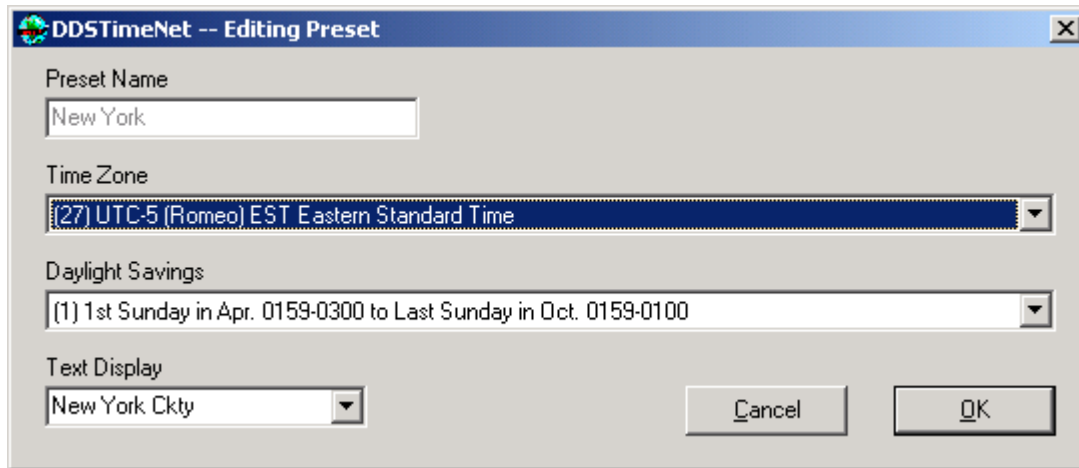 DDSTimeNet -- Editing Preset
Preset Name
New York
Time Zone
(27) UTC-5 (Romeo) EST Eastern Standard Time
Daylight Savings
(1) 1st Sunday in Apr. 0159-0300 to Last Sunday in Oct. 0159-0100
Text Display
New York Ckty
Cancel
OK